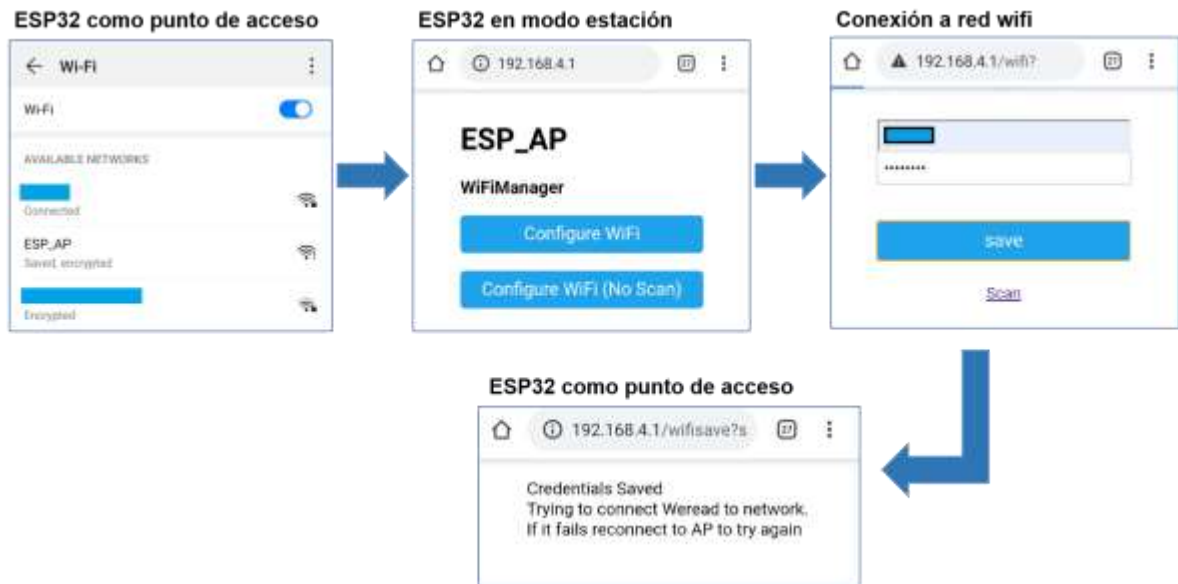 ESP32 como punto de acceso
Wi-Fi
Wi-Fi
AVAILABLE NETWORKS
Connected
ESP_AP
Saved, encrypted
Encrypted
ESP32 en modo estación
192.168.4.1
27
ESP_AP
WiFiManager
Configure WiFi
Configure WiFi (No Scan)
Conexión a red wifi
192.168.4.1/wifi?
27
........
save
Scan
ESP32 como punto de acceso
192.168.4.1/wifisave?s
27
Credentials Saved
Trying to connect Weread to network.
If it fails reconnect to AP to try again